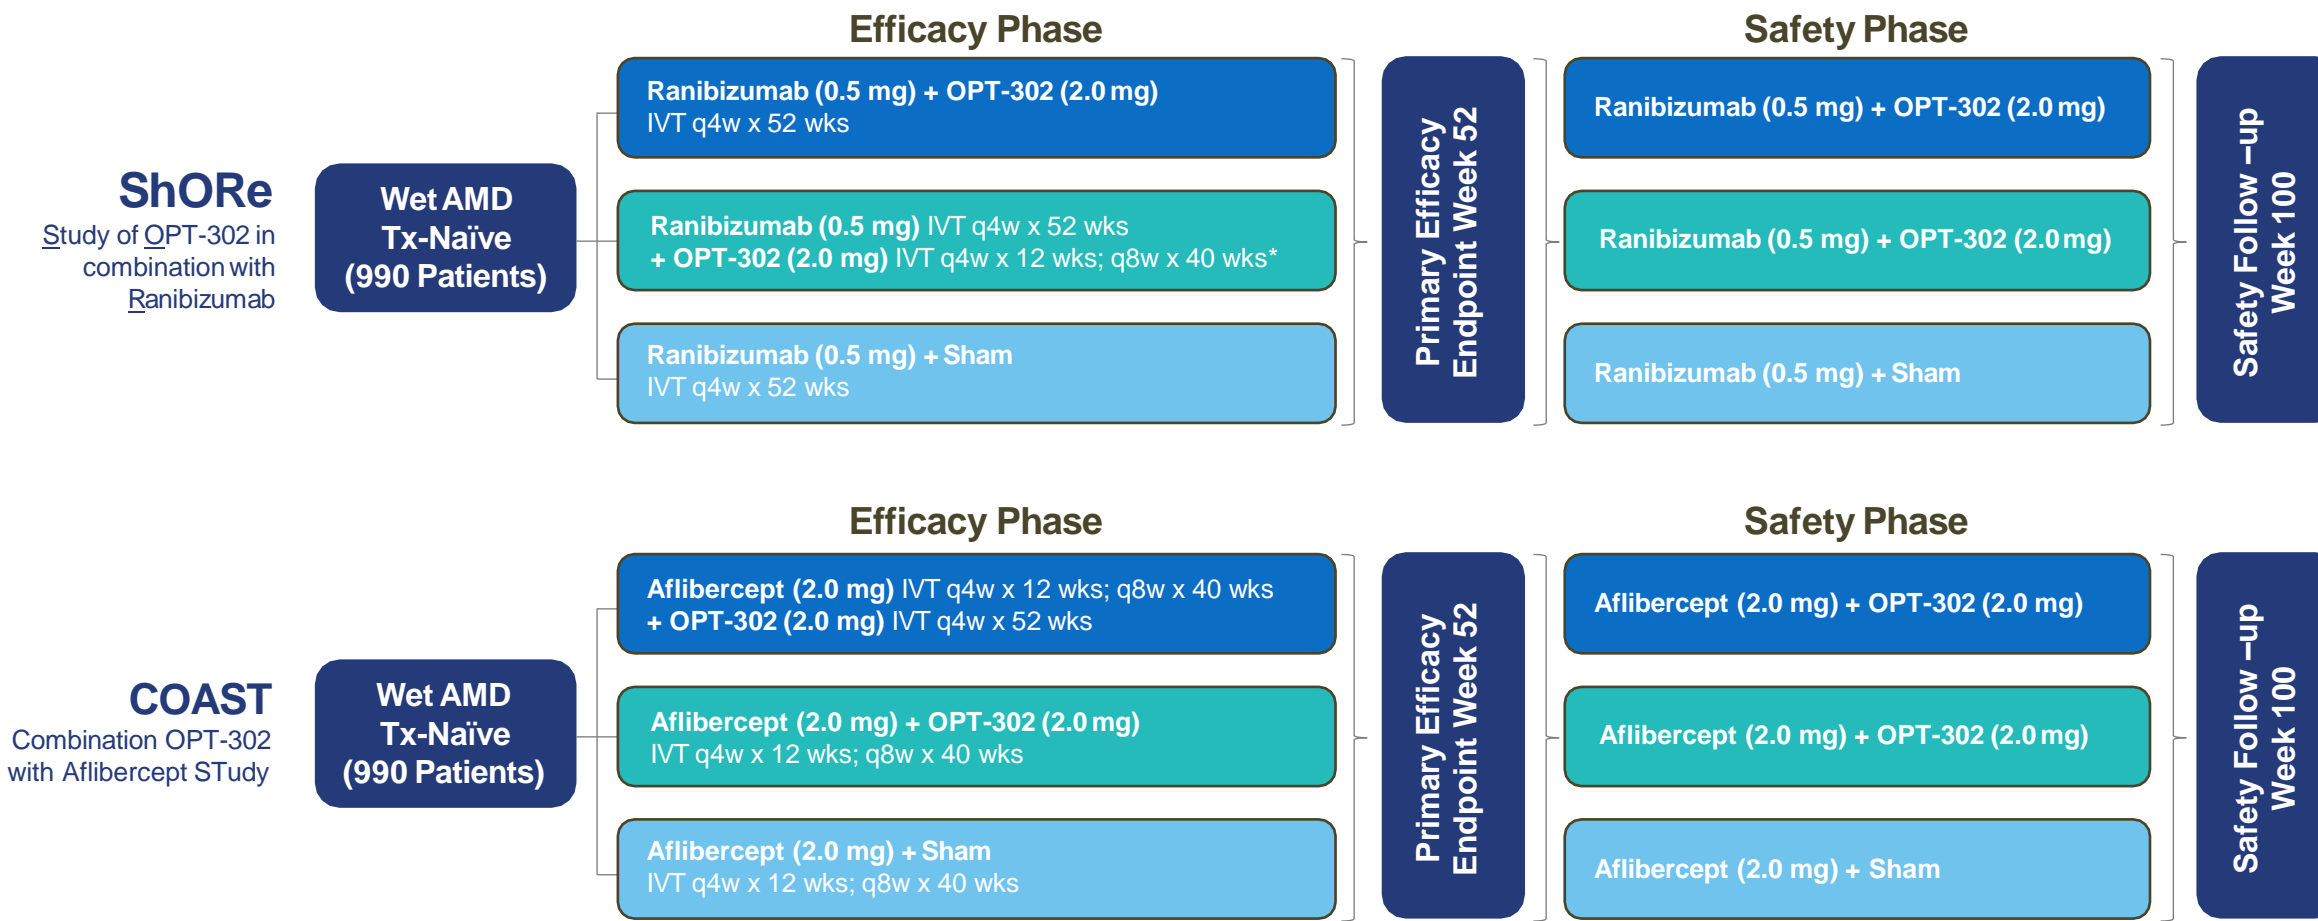 Efficacy Phase
Safety Phase
ShORe
Study of OPT-302 in
combination with
Ranibizumab
Wet AMD
Tx-Naïve
(990 Patients)
Ranibizumab (0.5 mg) + OPT-302 (2.0 mg)
IVT q4w x 52 wks
Ranibizumab (0.5 mg) IVT q4w x 52 wks
+ OPT-302 (2.0 mg) IVT q4w x 12 wks; q8w x 40 wks*
Ranibizumab (0.5 mg) + Sham
IVT q4w x 52 wks
Primary Efficacy
Endpoint Week 52
Ranibizumab (0.5 mg) + OPT-302 (2.0 mg)
Ranibizumab (0.5 mg) + OPT-302 (2.0 mg)
Ranibizumab (0.5 mg) + Sham
Safety Follow –up
Week 100
Efficacy Phase
Safety Phase
COAST
Combination OPT-302
with Aflibercept STudy
Wet AMD
Tx-Naïve
(990 Patients)
Aflibercept (2.0 mg) IVT q4w x 12 wks; q8w x 40 wks
+ OPT-302 (2.0 mg) IVT q4w x 52 wks
Aflibercept (2.0 mg) + OPT-302 (2.0 mg)
IVT q4w x 12 wks; q8w x 40 wks
Aflibercept (2.0 mg) + Sham
IVT q4w x 12 wks; q8w x 40 wks
Primary Efficacy
Endpoint Week 52
Aflibercept (2.0 mg) + OPT-302 (2.0 mg)
Aflibercept (2.0 mg) + OPT-302 (2.0 mg)
Aflibercept (2.0 mg) + Sham
Safety Follow –up
Week 100